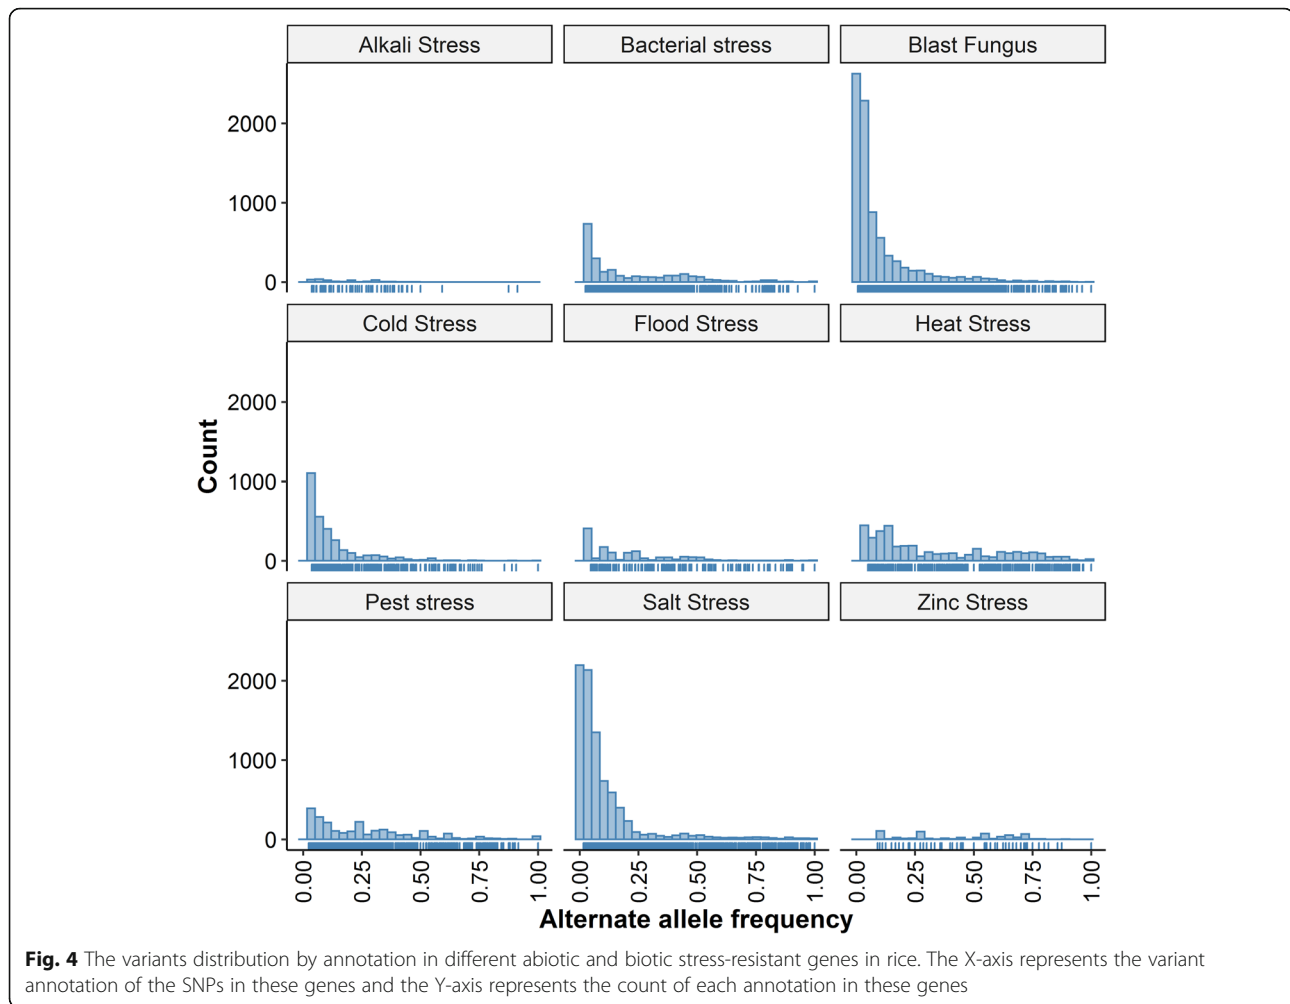 Alkali Stress
Bacterial stress
Blast Fungus
2000
1000
0
Cold Stress
Flood Stress
Heat Stress
2000
1000
0
Count
Pest stress
Salt Stress
Zinc Stress
2000
1000
0
0.00 0.25 0.50 0.75 1.00
0.00 0.25 0.50 0.75 1.00
0.00 0.25 0.50 0.75 1.00
Alternate allele frequency
Fig. 4 The variants distribution by annotation in different abiotic and biotic stress-resistant genes in rice. The X-axis represents the variant
annotation of the SNPs in these genes and the Y-axis represents the count of each annotation in these genes